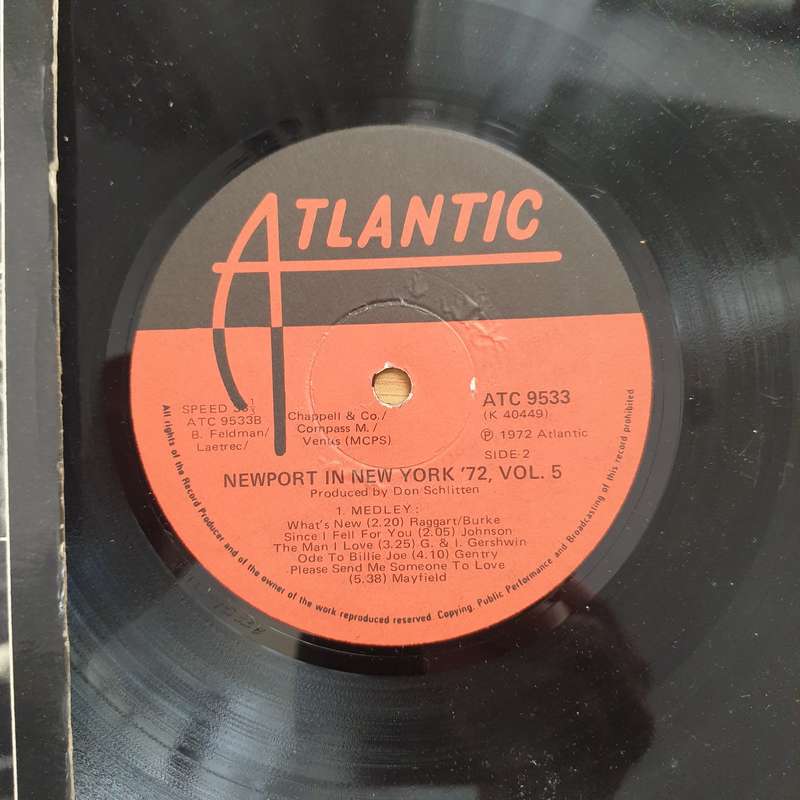 ATLANTIC
SPEED 33⅓
ATC 9533B
B. Feldman/
Laetrec/
Chappell & Co./
Compass M./
Venus (MCPS)
ATC 9533
(K 40449)
℗ 1972 Atlantic
SIDE-2
NEWPORT IN NEW YORK '72, VOL. 5
Produced by Don Schlitten
1. MEDLEY:
What's New (2.20) Raggart/Burke
Since I Fell For You (2.05) Johnson
The Man I Love (3.25) G. & I. Gershwin
Ode To Billie Joe (4.10) Gentry
Please Send Me Someone To Love
(5.38) Mayfield
All rights of the Record Producer and of the owner of the work reproduced reserved. Copying, Public Performance and Broadcasting of this record prohibited